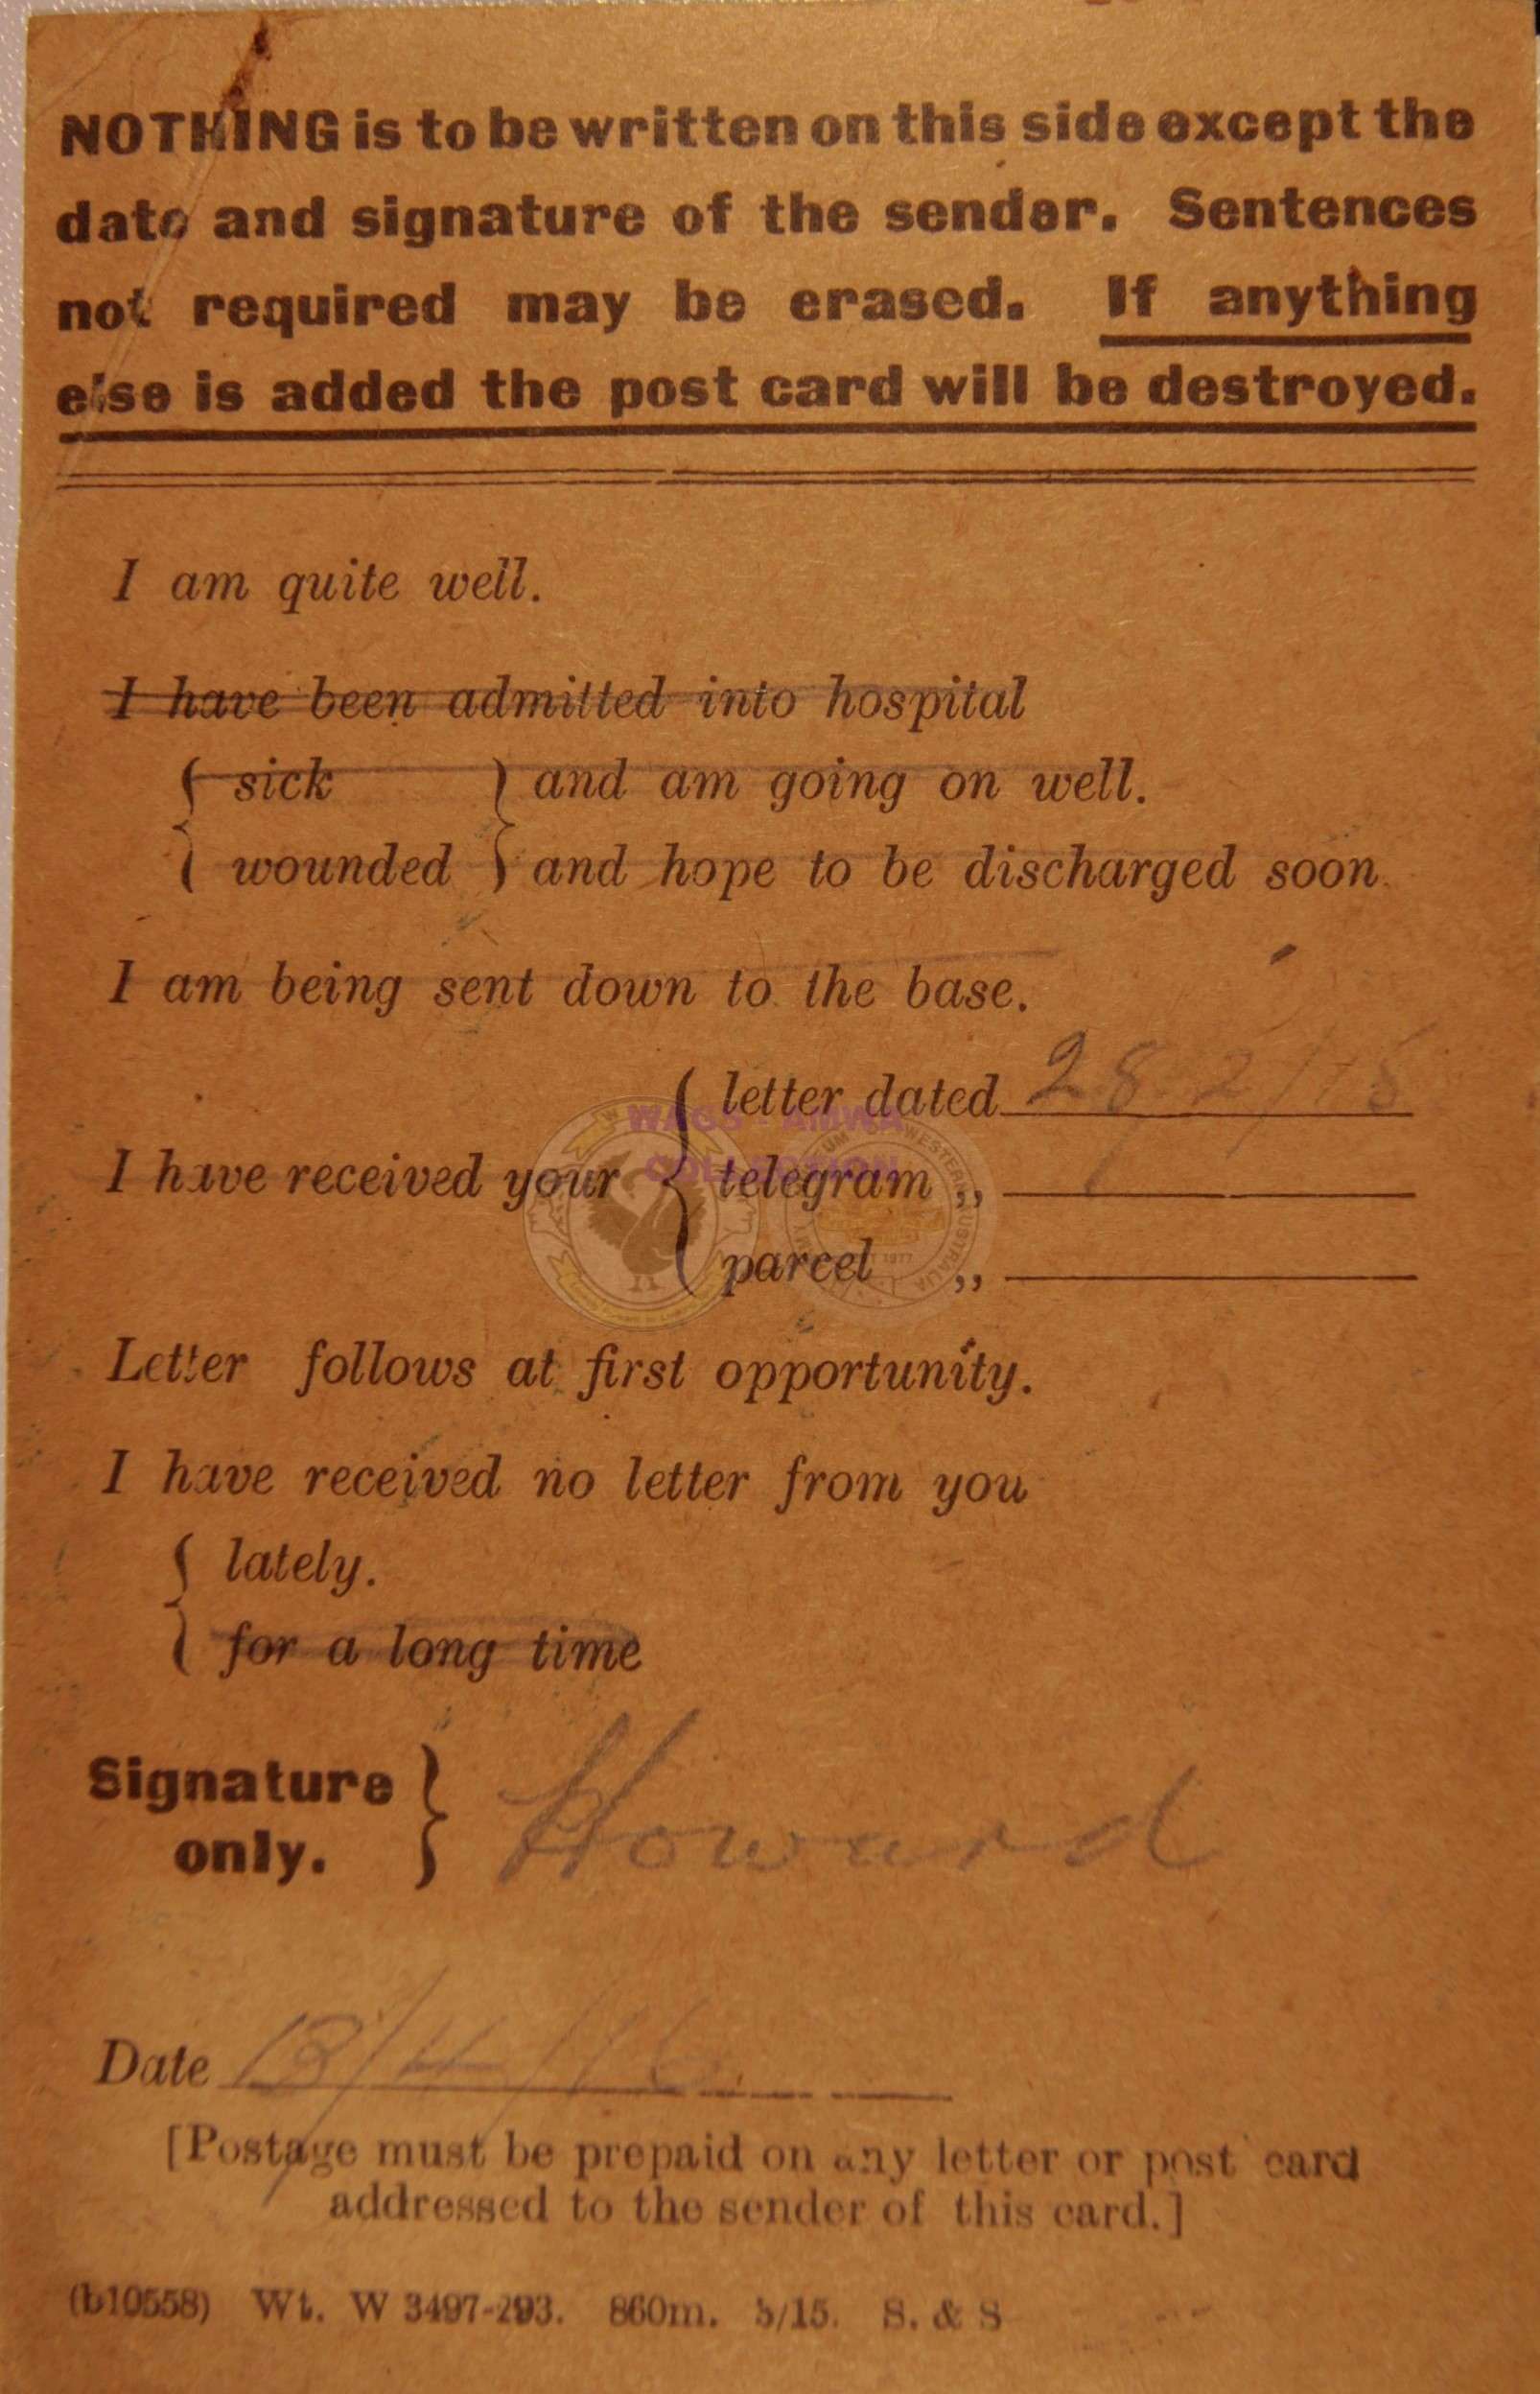 NOTHING is to be written on this side except the
date and signature of the sender. Sentences
not required may be erased. If anything
else is added the post card will be destroyed.
I am quite well.
I have been admitted into hospital
{ sick } and am going on well.
{ wounded } and hope to be discharged soon.
I am being sent down to the base.
{ letter dated 28/2/15
I have received your { telegram ,,
{ parcel ,,
Letter follows at first opportunity.
I have received no letter from you
{ lately.
{ for a long time
Signature only. } Howard
Date 13/4/16
[Postage must be prepaid on any letter or post card
addressed to the sender of this card.]
(b10558) Wt. W 3497-293. 860m. 5/15. S. & S
WAGS - AMWA
COLLECTION